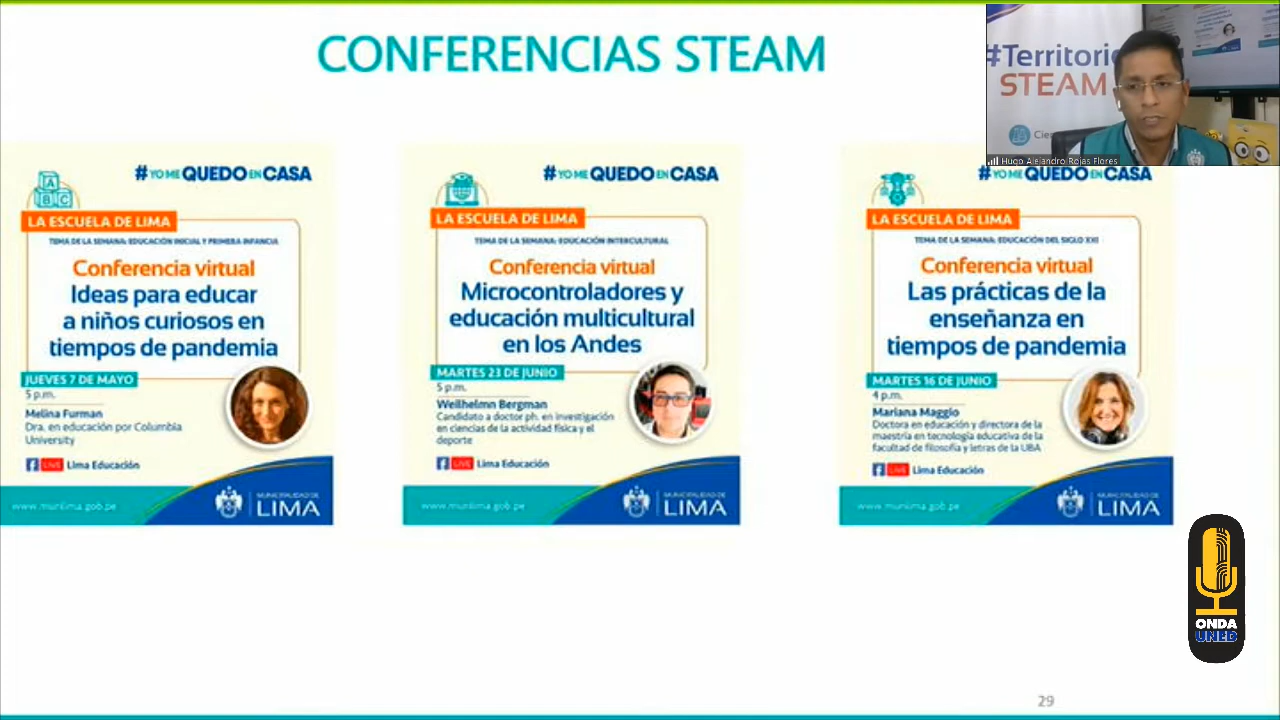 CONFERENCIAS STEAM
#Territorio
STEAM
Cien
Hugo Alejandro Rojas Flores
#YO ME QUEDO EN CASA
A
B C
LA ESCUELA DE LIMA
TEMA DE LA SEMANA: EDUCACIÓN INICIAL Y PRIMERA INFANCIA
Conferencia virtual
Ideas para educar
a niños curiosos en
tiempos de pandemia
JUEVES 7 DE MAYO
5 p.m.
Melina Furman
Dra. en educación por Columbia
University
LIVE Lima Educación
www.munlima.gob.pe
MUNICIPALIDAD DE
LIMA
#YO ME QUEDO EN CASA
LA ESCUELA DE LIMA
TEMA DE LA SEMANA: EDUCACIÓN INTERCULTURAL
Conferencia virtual
Microcontroladores y
educación multicultural
en los Andes
MARTES 23 DE JUNIO
5 p.m.
Weilhelmn Bergman
Candidato a doctor ph. en investigación
en ciencias de la actividad física y el
deporte
LIVE Lima Educación
www.munlima.gob.pe
MUNICIPALIDAD DE
LIMA
#YO ME QUEDO EN CASA
LA ESCUELA DE LIMA
TEMA DE LA SEMANA: EDUCACIÓN DEL SIGLO XXI
Conferencia virtual
Las prácticas de la
enseñanza en
tiempos de pandemia
MARTES 16 DE JUNIO
4 p.m.
Mariana Maggio
Doctora en educación y directora de la
maestría en tecnología educativa de la
facultad de filosofía y letras de la UBA
LIVE Lima Educación
www.munlima.gob.pe
MUNICIPALIDAD DE
LIMA
ONDA
UNED
29